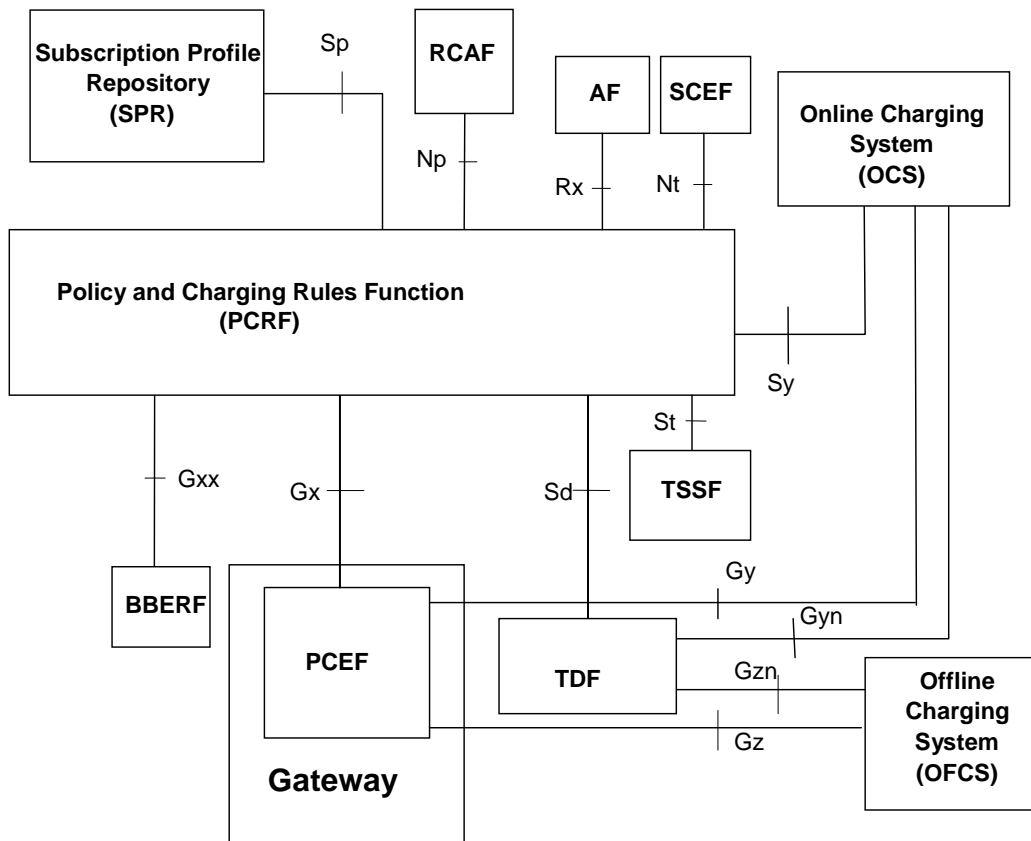 Subscription Profile
Repository
(SPR)
Sp
RCAF
Np
AF
SCEF
Rx
Nt
Online Charging
System
(OCS)
Policy and Charging Rules Function
(PCRF)
Sy
St
Gxx
Gx
Sd
TSSF
BBERF
PCEF
Gateway
TDF
Gy
Gyn
Gzn
Gz
Offline
Charging
System
(OFCS)